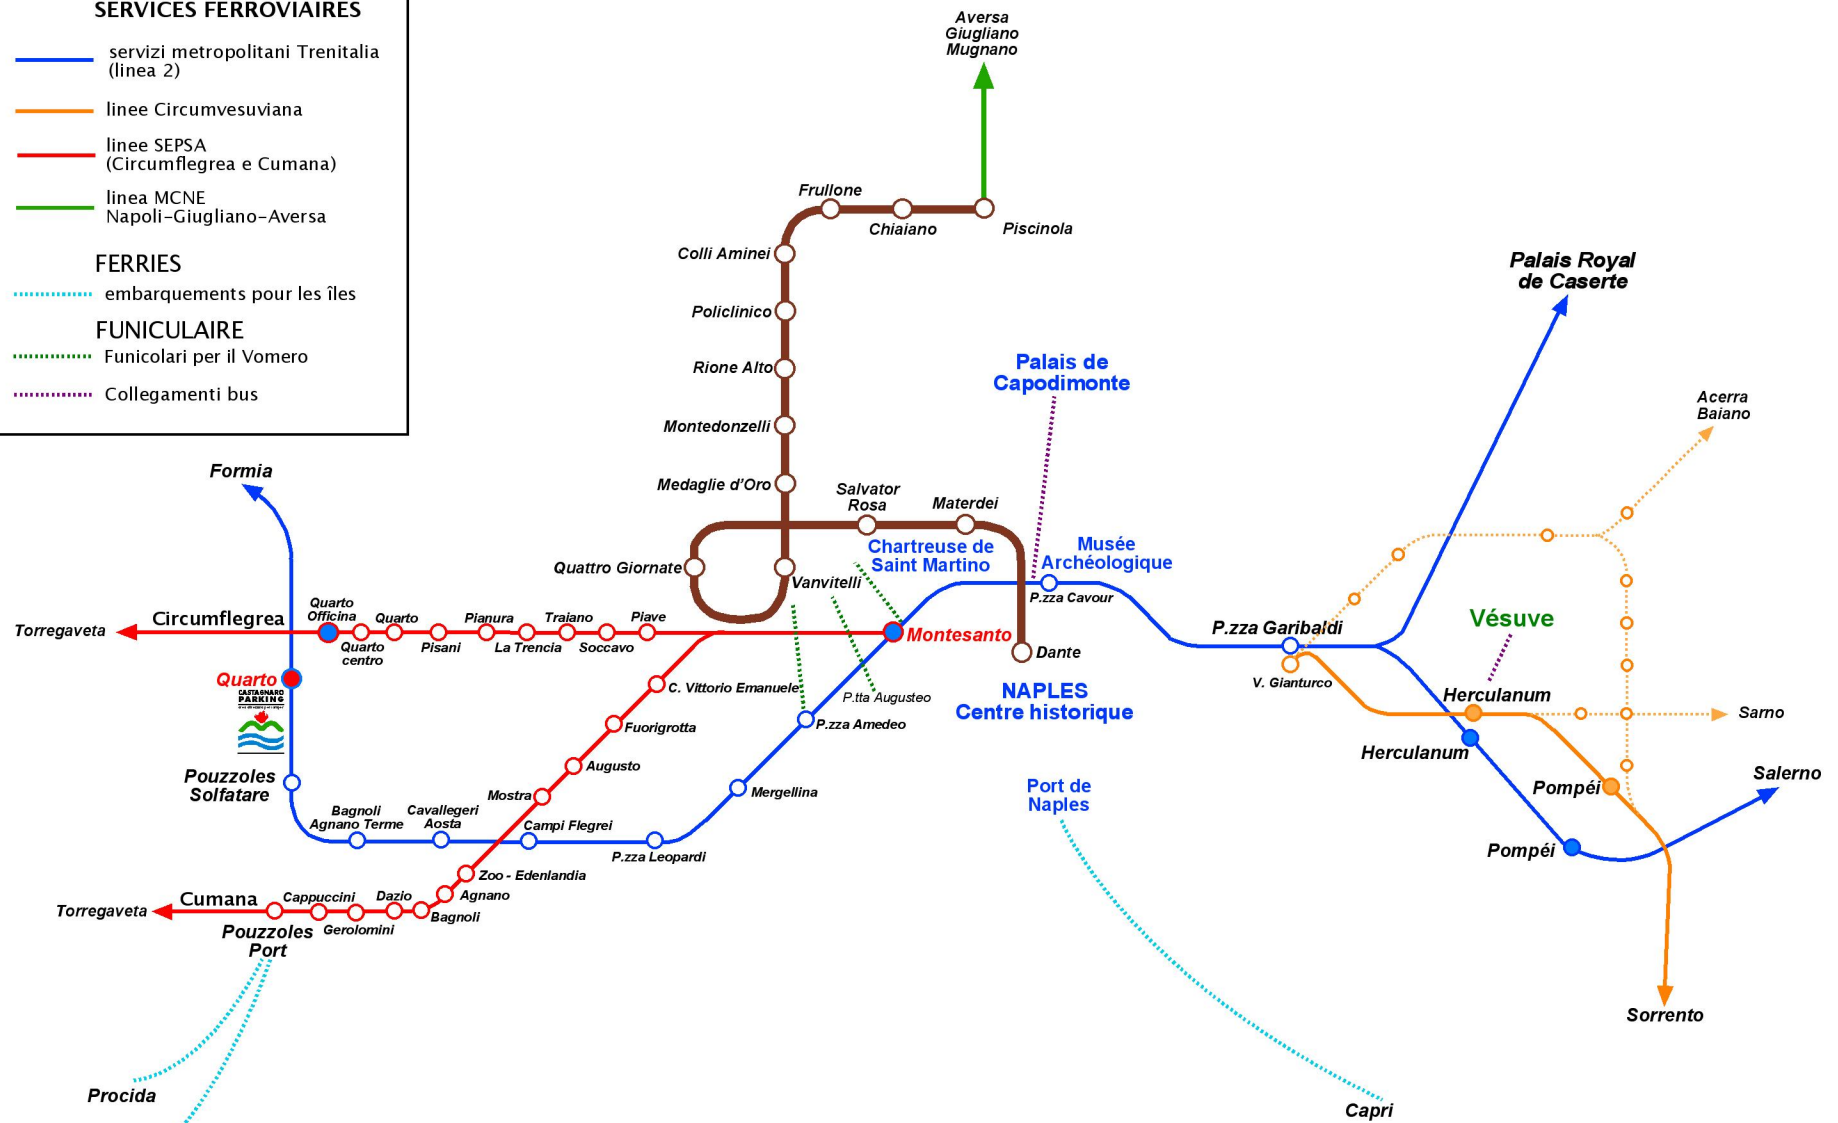 SERVICES FERROVIAIRES
servizi metropolitani Trenitalia
(linea 2)
linee Circumvesuviana
linee SEPSA
(Circumflegrea e Cumana)
linea MCNE
Napoli-Giugliano-Aversa
FERRIES
embarquements pour les îles
FUNICULAIRE
Funicolari per il Vomero
Collegamenti bus
Aversa
Giugliano
Mugnano
Frullone
Chiaiano
Piscinola
Colli Aminei
Policlinico
Rione Alto
Montedonzelli
Medaglie d'Oro
Salvator
Rosa
Materdei
Quattro Giornate
Vanvitelli
Dante
Palais de
Capodimonte
Chartreuse de
Saint Martino
Musée
Archéologique
P.zza Cavour
Palais Royal
de Caserte
Acerra
Baiano
Formia
Torregaveta
Circumflegrea
Quarto
Officina
Quarto
centro
Quarto
Pisani
Pianura
La Trencia
Traiano
Soccavo
Piave
Montesanto
P.zza Garibaldi
V. Gianturco
Vésuve
Herculanum
Sarno
Herculanum
Pompéi
Salerno
Pompéi
Sorrento
Quarto
CASTAGNARO
PARKING
Pouzzoles
Solfatare
C. Vittorio Emanuele
P.tta Augusteo
P.zza Amedeo
NAPLES
Centre historique
Fuorigrotta
Augusto
Mostra
Mergellina
Port de
Naples
Bagnoli
Agnano Terme
Cavallegeri
Aosta
Campi Flegrei
P.zza Leopardi
Zoo - Edenlandia
Agnano
Bagnoli
Torregaveta
Cumana
Cappuccini
Gerolomini
Dazio
Pouzzoles
Port
Procida
Capri